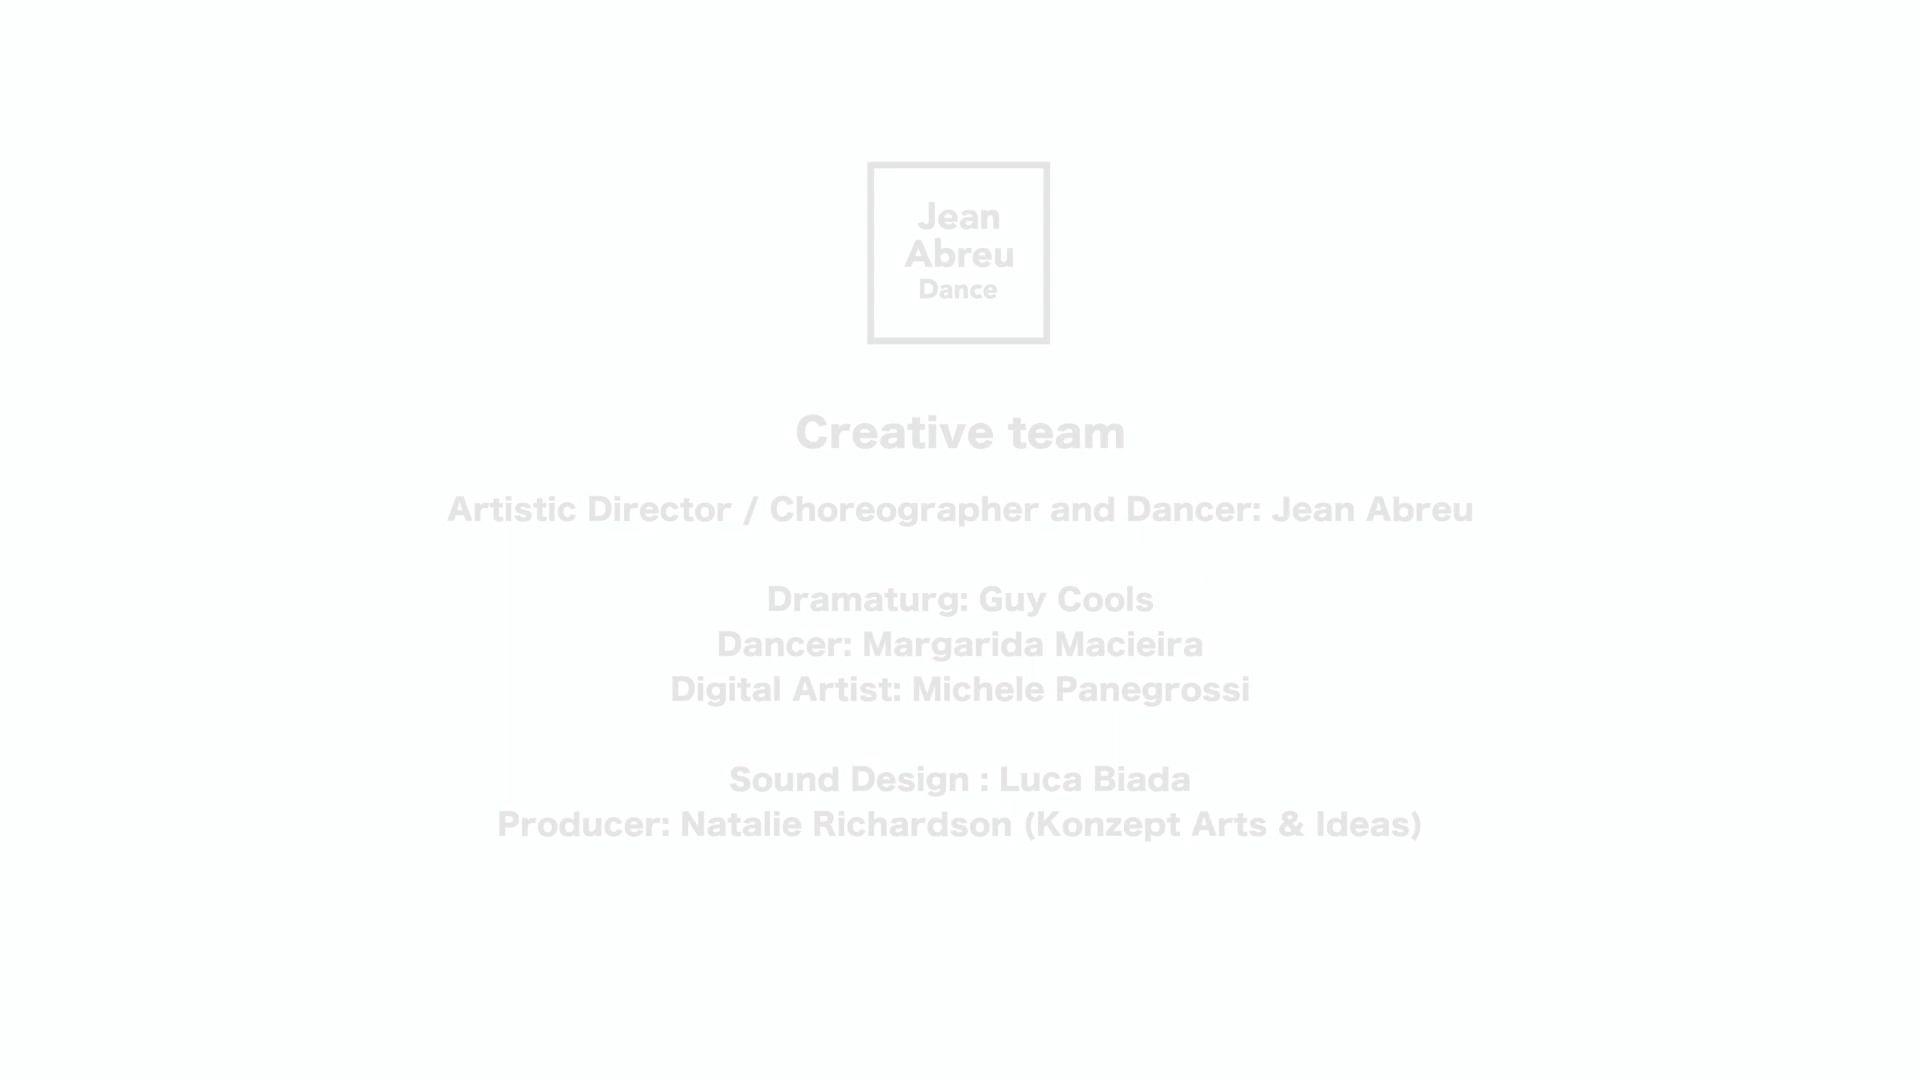 Jean
Abreu
Dance
Creative team
Artistic Director / Choreographer and Dancer: Jean Abreu
Dramaturg: Guy Cools
Dancer: Margarida Macieira
Digital Artist: Michele Panegrossi
Sound Design : Luca Biada
Producer: Natalie Richardson (Konzept Arts & Ideas)